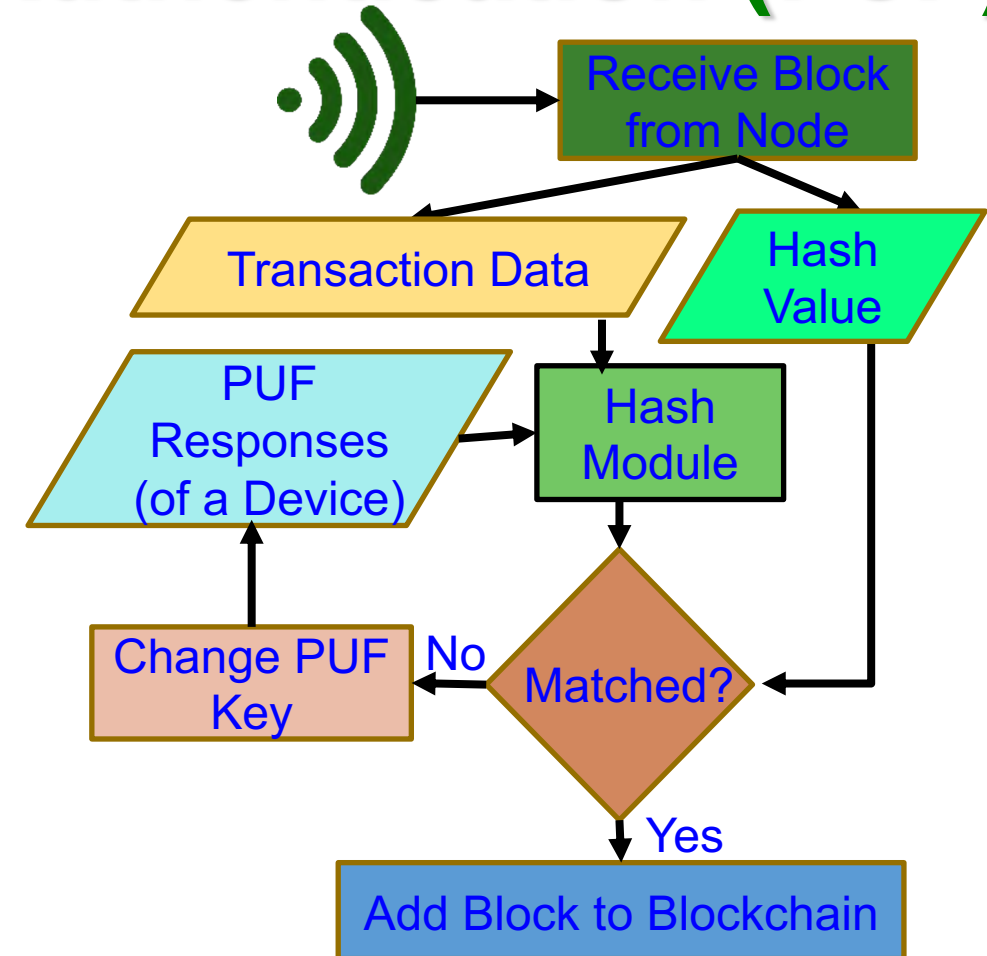 Receive Block
from Node
Transaction Data
Hash
Value
PUF
Responses
(of a Device)
Hash
Module
Change PUF
Key
No
Matched?
Yes
Add Block to Blockchain